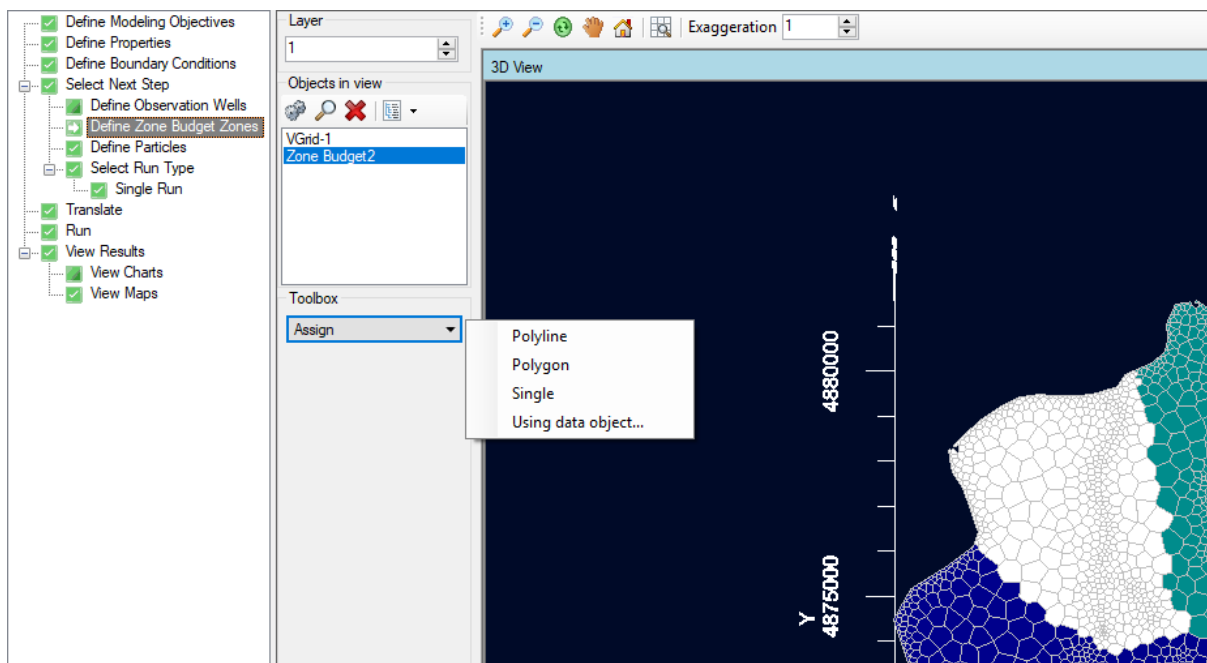 Define Modeling Objectives
Define Properties
Define Boundary Conditions
Select Next Step
Define Observation Wells
Define Zone Budget Zones
Define Particles
Select Run Type
Single Run
Translate
Run
View Results
View Charts
View Maps
Layer
1
Objects in view
VGrid-1
Zone Budget2
Toolbox
Assign
Polyline
Polygon
Single
Using data object...
Exaggeration 1
3D View
4880000
Y
4875000